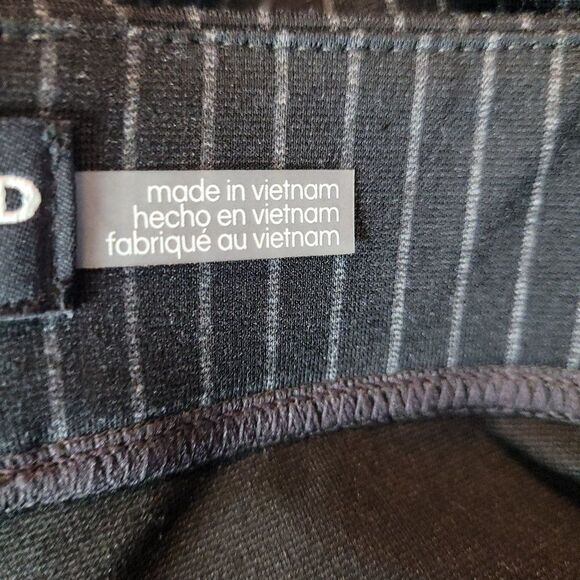 D
made in vietnam
hecho en vietnam
fabriqué au vietnam